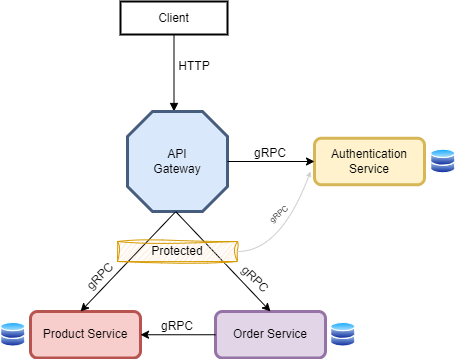 Client
HTTP
API
Gateway
gRPC
Authentication
Service
gRPC
Protected
gRPC
gRPC
Product Service
gRPC
Order Service